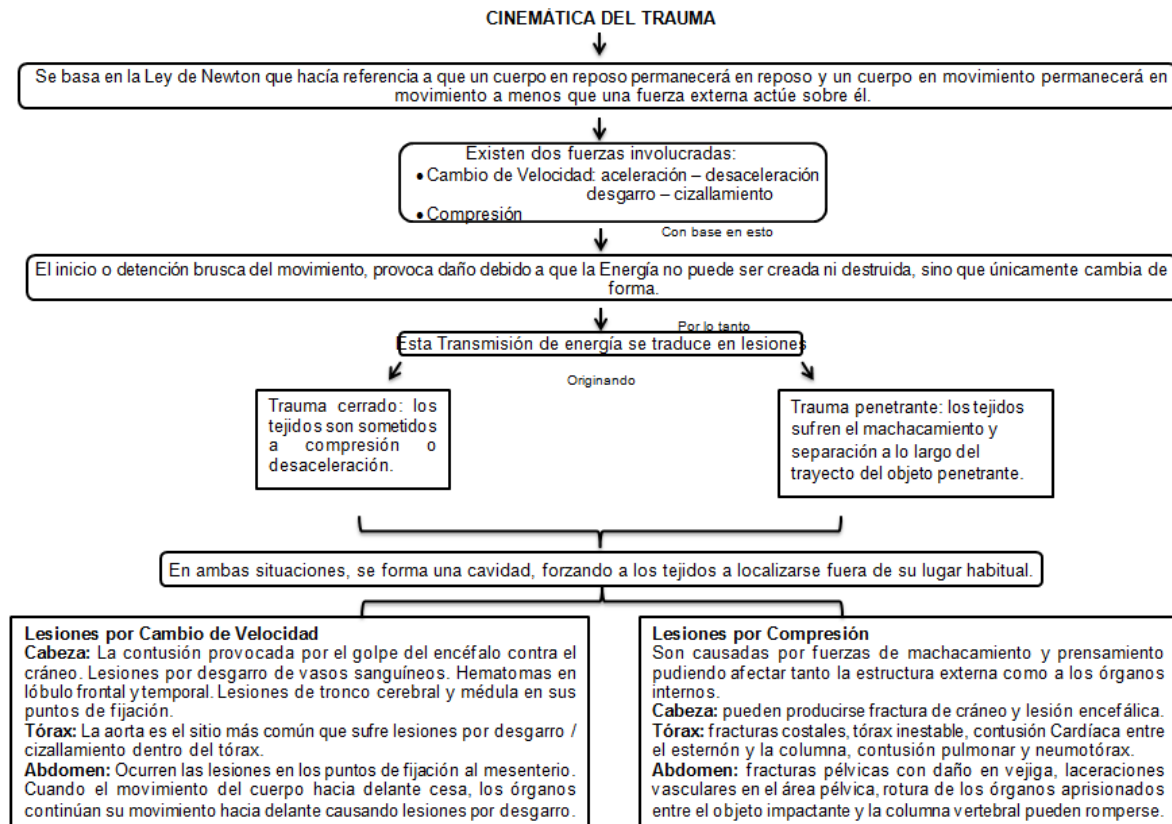 CINEMÁTICA DEL TRAUMA
Se basa en la Ley de Newton que hacía referencia a que un cuerpo en reposo permanecerá en reposo y un cuerpo en movimiento permanecerá en
movimiento a menos que una fuerza externa actúe sobre él.
Existen dos fuerzas involucradas:
• Cambio de Velocidad: aceleración – desaceleración
desgarro – cizallamiento
• Compresión
Con base en esto
El inicio o detención brusca del movimiento, provoca daño debido a que la Energía no puede ser creada ni destruida, sino que únicamente cambia de
forma.
Por lo tanto
Esta Transmisión de energía se traduce en lesiones
Originando
Trauma cerrado: los
tejidos son sometidos
a compresión o
desaceleración.
Trauma penetrante: los tejidos
sufren el machacamiento y
separación a lo largo del
trayecto del objeto penetrante.
En ambas situaciones, se forma una cavidad, forzando a los tejidos a localizarse fuera de su lugar habitual.
Lesiones por Cambio de Velocidad
Cabeza: La contusión provocada por el golpe del encéfalo contra el
cráneo. Lesiones por desgarro de vasos sanguíneos. Hematomas en
lóbulo frontal y temporal. Lesiones de tronco cerebral y médula en sus
puntos de fijación.
Tórax: La aorta es el sitio más común que sufre lesiones por desgarro /
cizallamiento dentro del tórax.
Abdomen: Ocurren las lesiones en los puntos de fijación al mesenterio.
Cuando el movimiento del cuerpo hacia delante cesa, los órganos
continúan su movimiento hacia delante causando lesiones por desgarro.
Lesiones por Compresión
Son causadas por fuerzas de machacamiento y prensamiento
pudiendo afectar tanto la estructura externa como a los órganos
internos.
Cabeza: pueden producirse fractura de cráneo y lesión encefálica.
Tórax: fracturas costales, tórax inestable, contusión Cardíaca entre
el esternón y la columna, contusión pulmonar y neumotórax.
Abdomen: fracturas pélvicas con daño en vejiga, laceraciones
vasculares en el área pélvica, rotura de los órganos aprisionados
entre el objeto impactante y la columna vertebral pueden romperse.